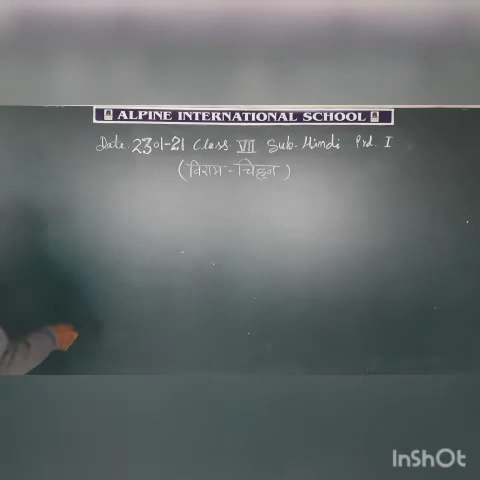 ALPINE INTERNATIONAL SCHOOL
Date. 23-01-21 Class VII Sub. Hindi Prd. I
(विराम-चिह्न)
InShOt